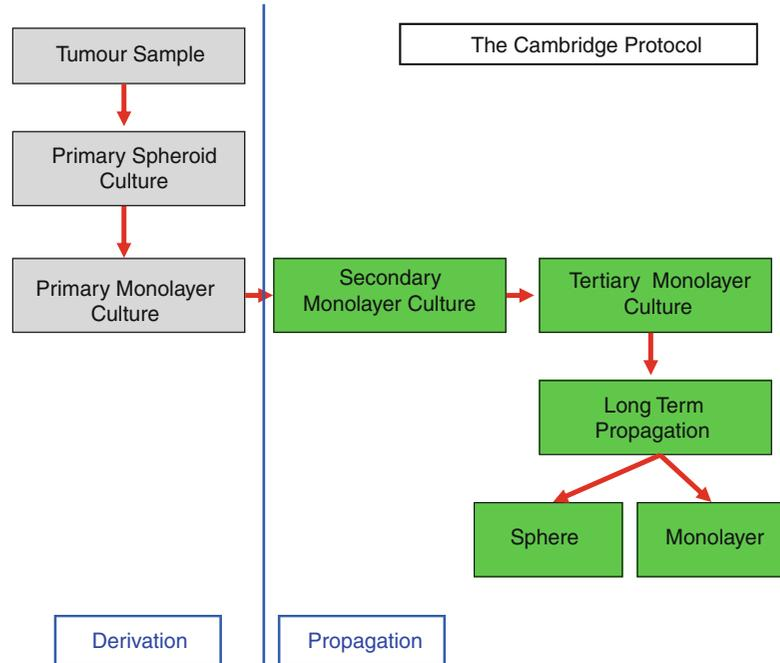 The Cambridge Protocol
Tumour Sample
Primary Spheroid
Culture
Primary Monolayer
Culture
Secondary
Monolayer Culture
Tertiary Monolayer
Culture
Long Term
Propagation
Sphere
Monolayer
Derivation
Propagation